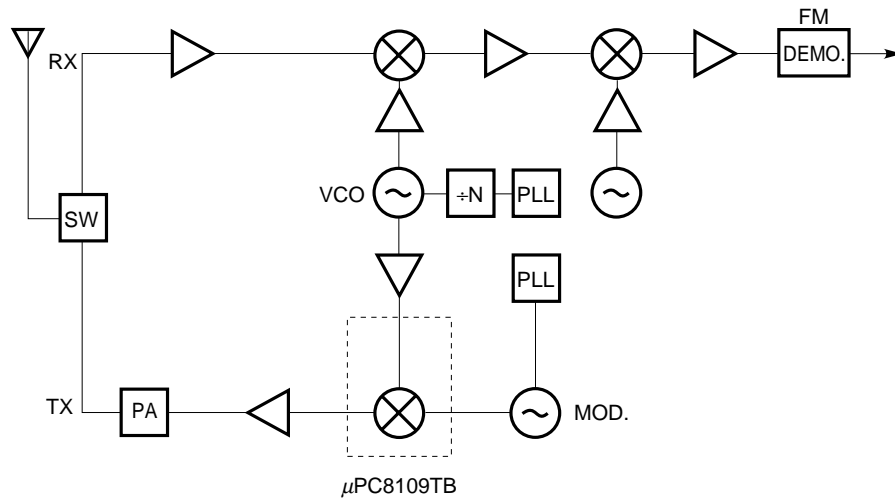 FM
RX
DEMO.
VCO
÷N
PLL
SW
PLL
TX
PA
MOD.
µPC8109TB